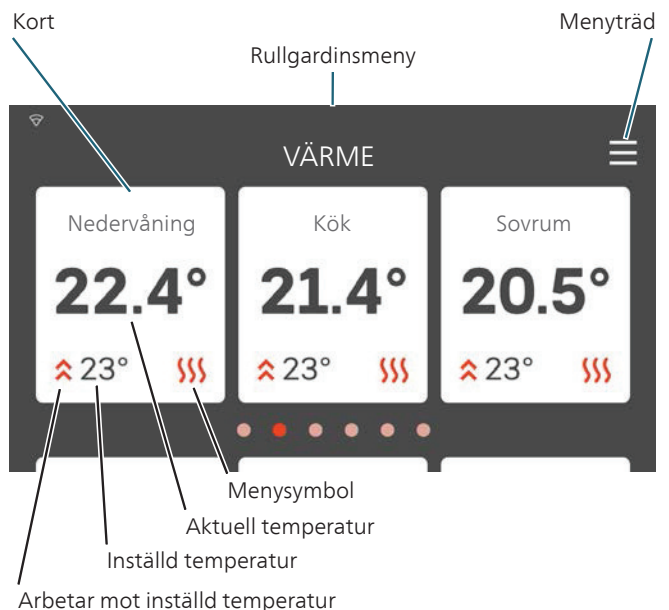 Kort
Menyträd
Rullgardinsmeny
VÄRME
Nedervåning
Kök
Sovrum
22.4°
21.4°
20.5°
23°
23°
23°
Menysymbol
Aktuell temperatur
Inställd temperatur
Arbetar mot inställd temperatur